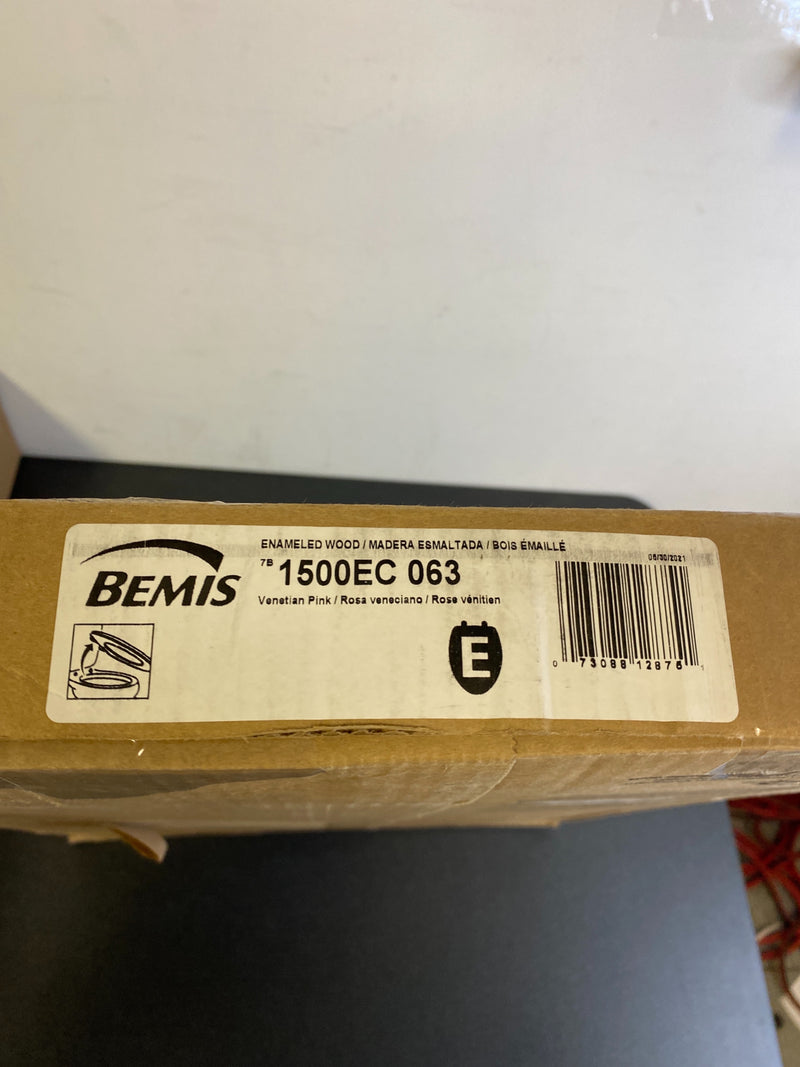 ENAMELED WOOD / MADERA ESMALTADA / BOIS ÉMAILLÉ
06/30/2021
BEMIS
7B 1500EC 063
Venetian Pink / Rosa veneciano / Rose vénitien
E
0 73088 12876 1